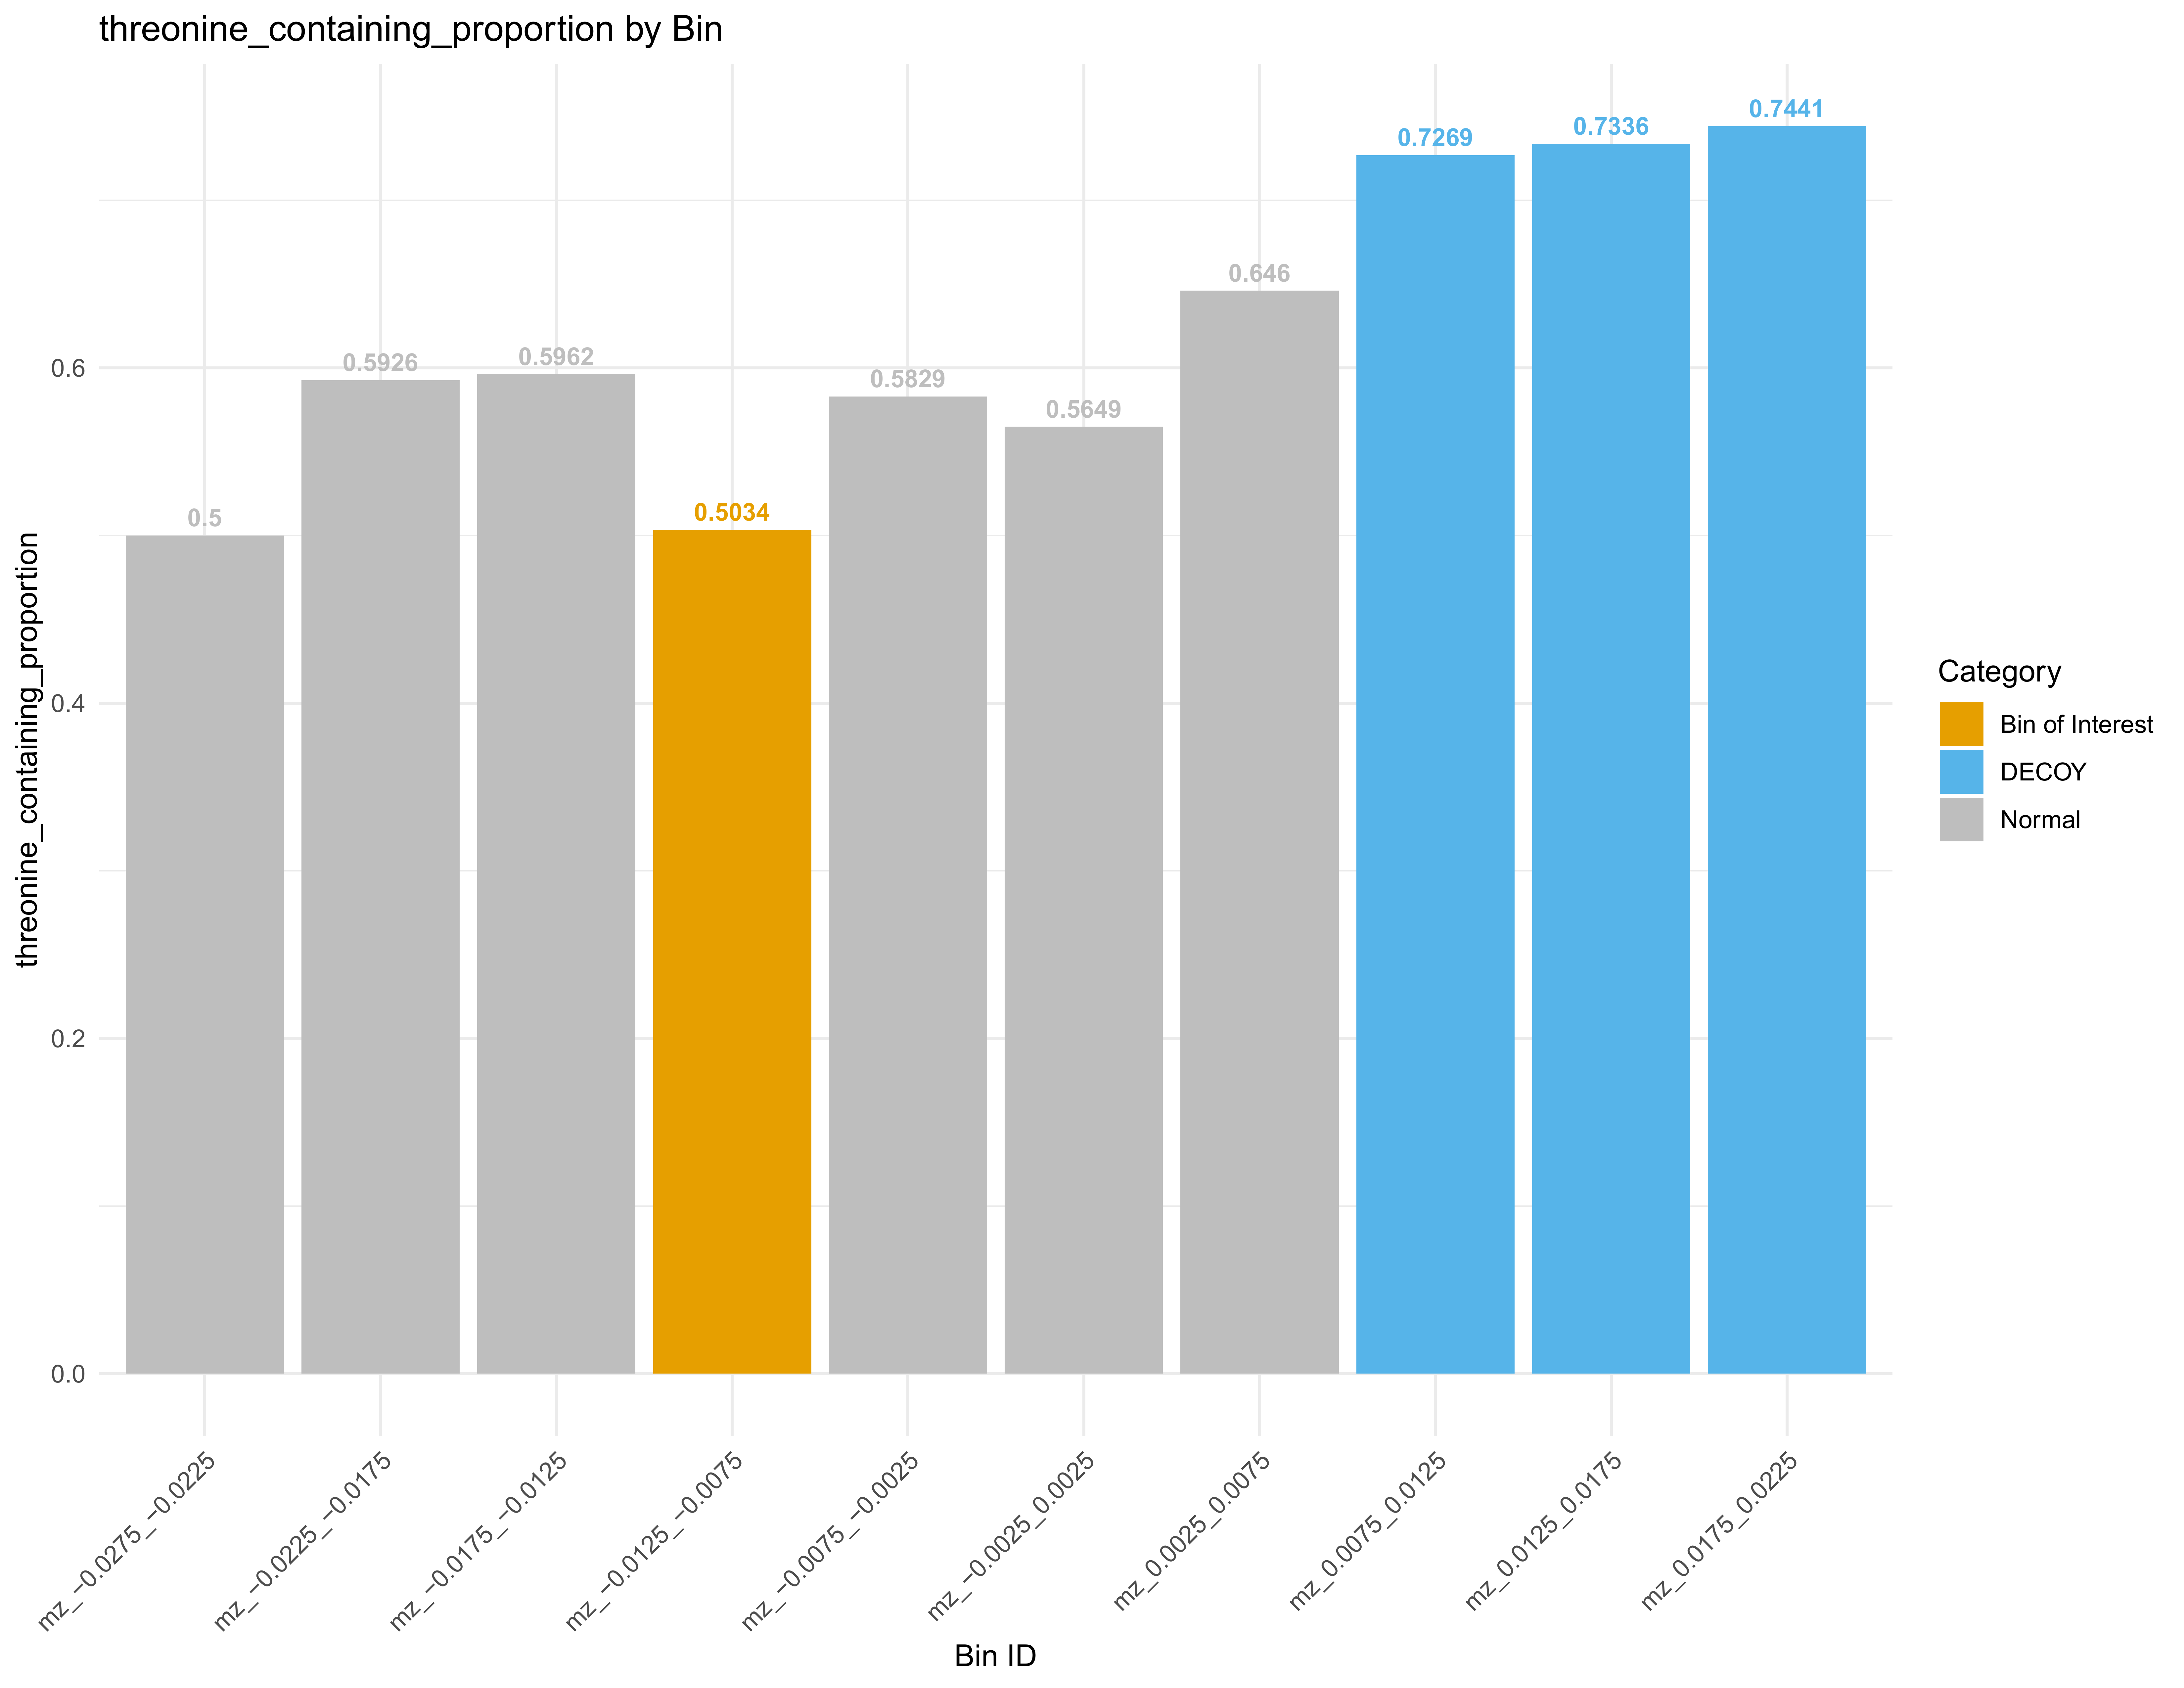 threonine_containing_proportion by Bin
threonine_containing_proportion
0.6
0.4
0.2
0.0
0.5
0.5926
0.5962
0.5034
0.5829
0.5649
0.646
0.7269
0.7336
0.7441
mz_−0.0275_−0.0225
mz_−0.0225_−0.0175
mz_−0.0175_−0.0125
mz_−0.0125_−0.0075
mz_−0.0075_−0.0025
mz_−0.0025_0.0025
mz_0.0025_0.0075
mz_0.0075_0.0125
mz_0.0125_0.0175
mz_0.0175_0.0225
Bin ID
Category
Bin of Interest
DECOY
Normal